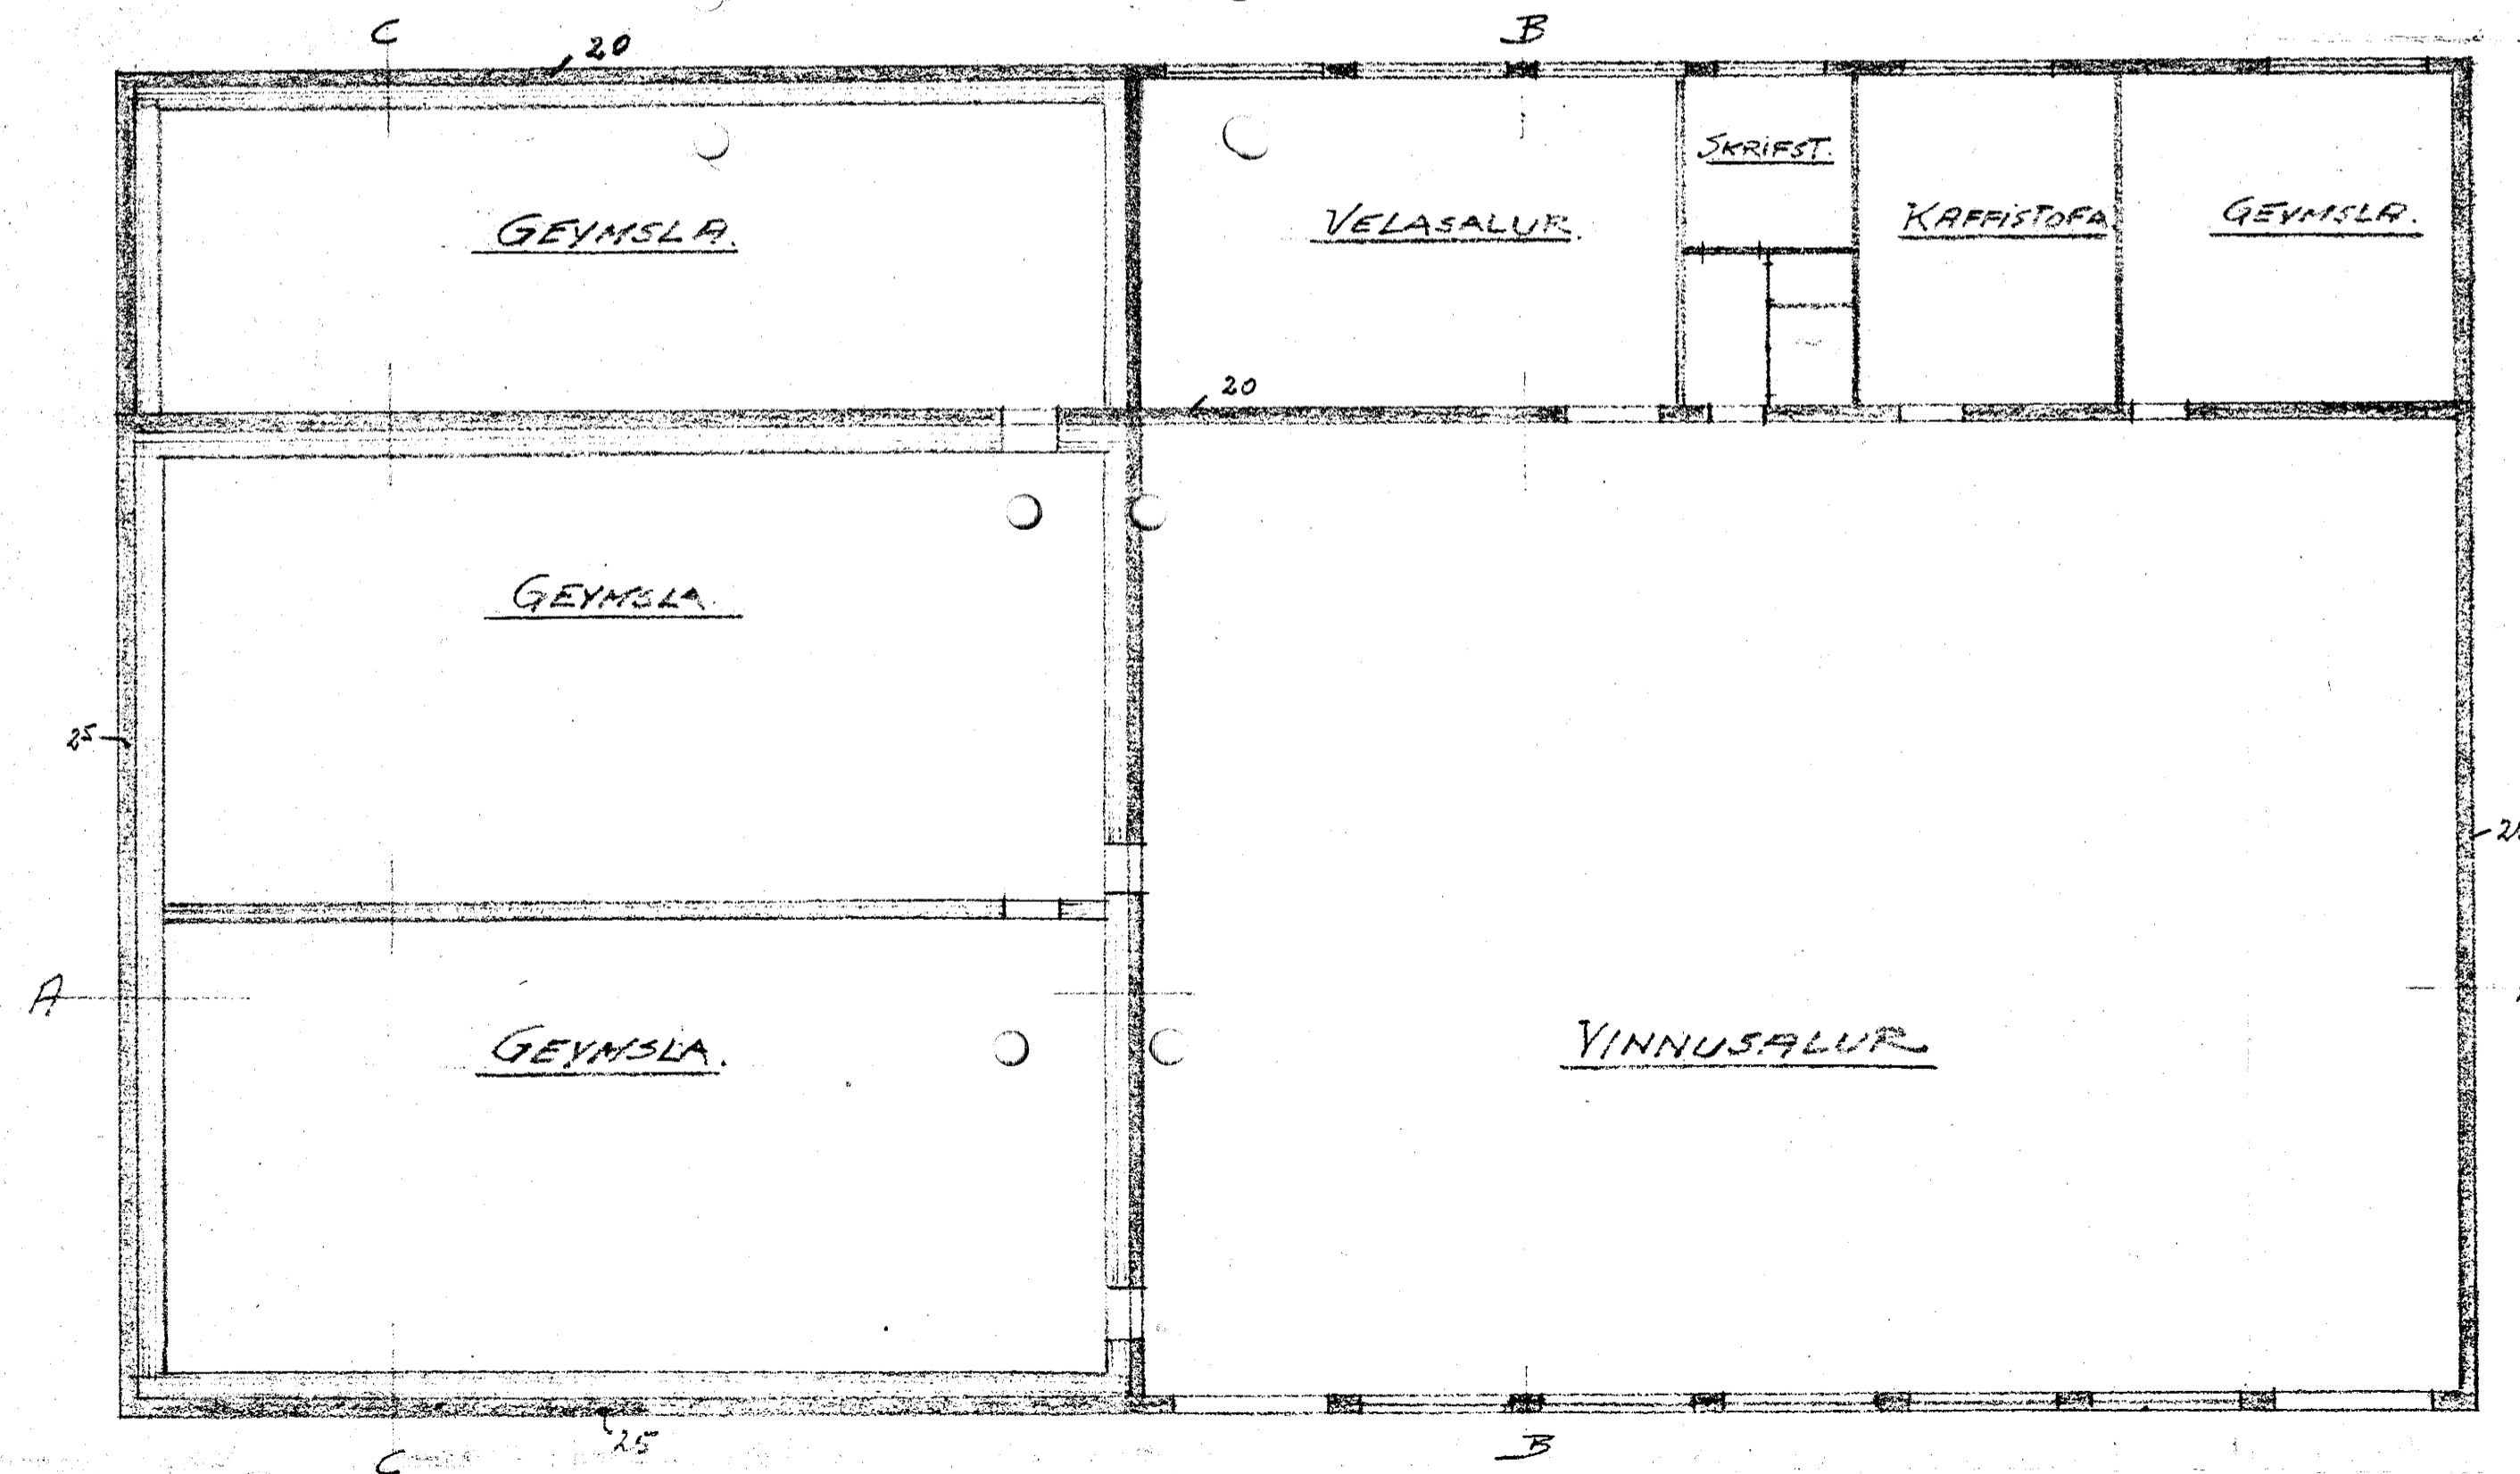 C
20
B
GEYMSLA.
VELASALUR.
SKRIFST.
KAFFISTOFA
GEYMSLA.
20
GEYMSLA.
25
A
GEYMSLA.
VINNUSALUR
25
C
B